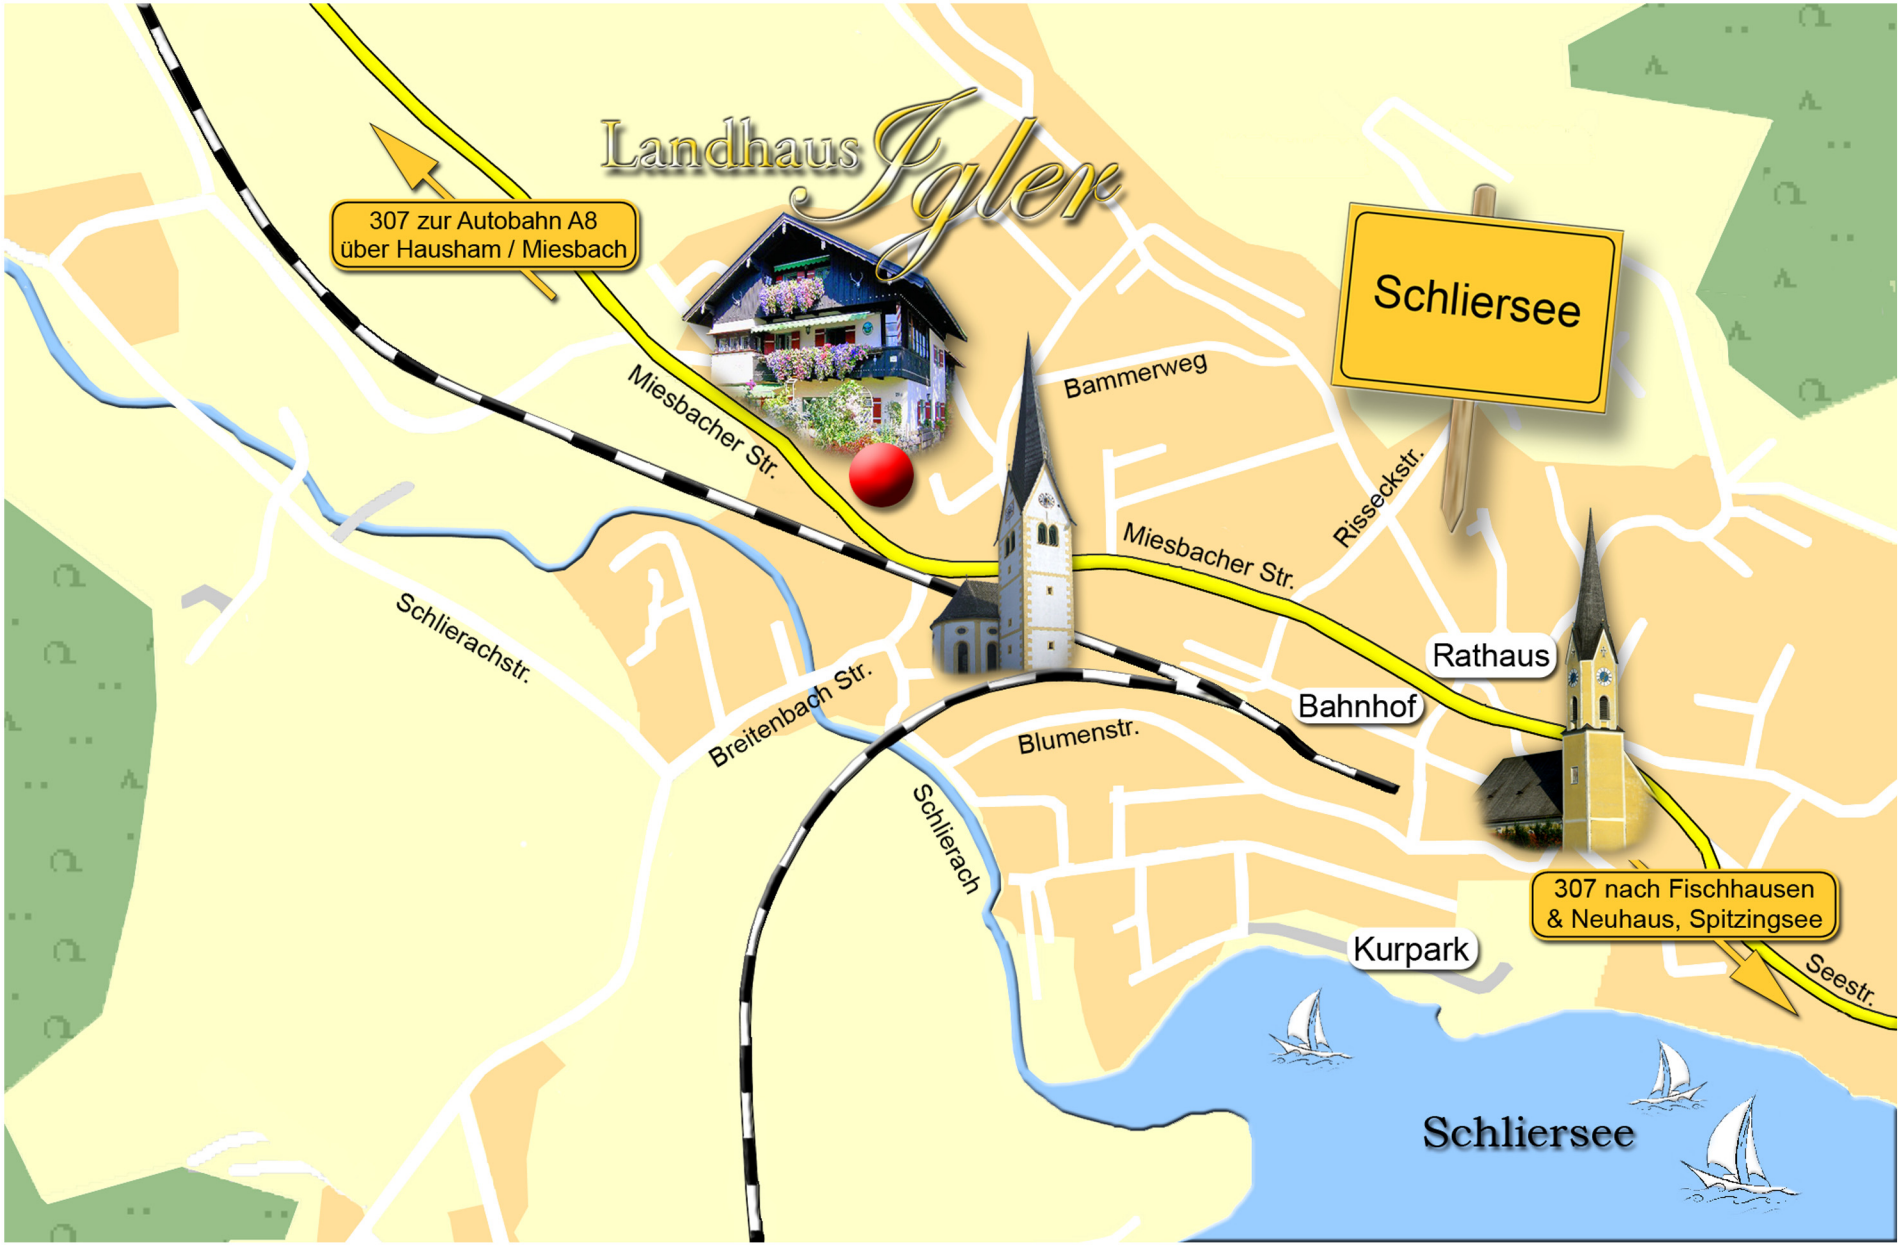 Landhaus Igler
307 zur Autobahn A8
über Hausham / Miesbach
Schliersee
Miesbacher Str.
Bammerweg
Risseckstr.
Miesbacher Str.
Schlierachstr.
Rathaus
Bahnhof
Breitenbach Str.
Blumenstr.
Schlierach
307 nach Fischhausen
& Neuhaus, Spitzingsee
Kurpark
Seestr.
Schliersee